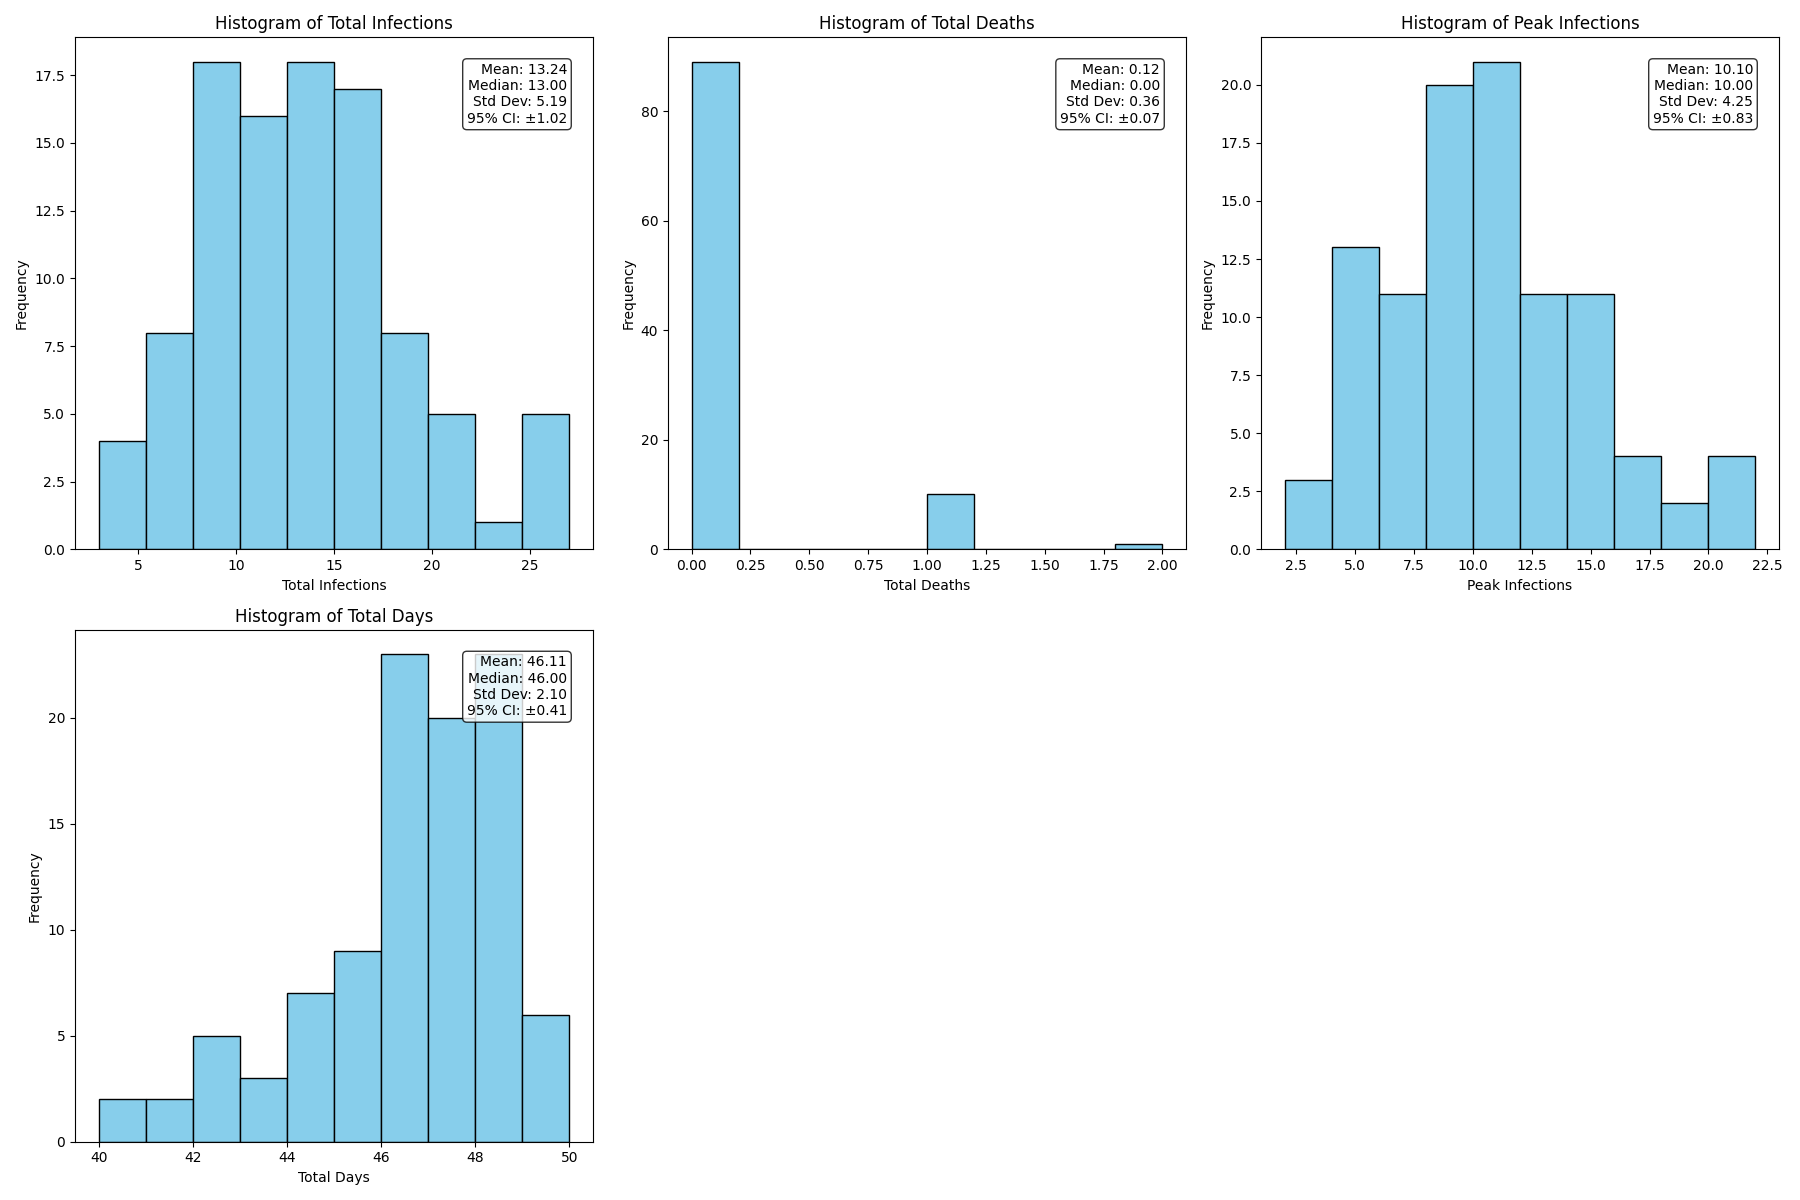 Histogram of Total Infections
Mean: 13.24
Median: 13.00
Std Dev: 5.19
95% CI: ±1.02
Frequency
17.5
15.0
12.5
10.0
7.5
5.0
2.5
0.0
5 10 15 20 25
Total Infections
Histogram of Total Deaths
Mean: 0.12
Median: 0.00
Std Dev: 0.36
95% CI: ±0.07
Frequency
80
60
40
20
0
0.00 0.25 0.50 0.75 1.00 1.25 1.50 1.75 2.00
Total Deaths
Histogram of Peak Infections
Mean: 10.10
Median: 10.00
Std Dev: 4.25
95% CI: ±0.83
Frequency
20.0
17.5
15.0
12.5
10.0
7.5
5.0
2.5
0.0
2.5 5.0 7.5 10.0 12.5 15.0 17.5 20.0 22.5
Peak Infections
Histogram of Total Days
Mean: 46.11
Median: 46.00
Std Dev: 2.10
95% CI: ±0.41
Frequency
20
15
10
5
0
40 42 44 46 48 50
Total Days